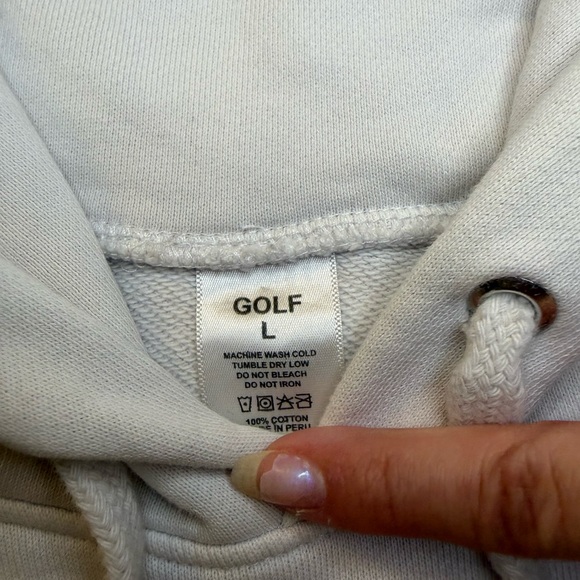 GOLF
L
MACHINE WASH COLD
TUMBLE DRY LOW
DO NOT BLEACH
DO NOT IRON
100% COTTON
IN PERU